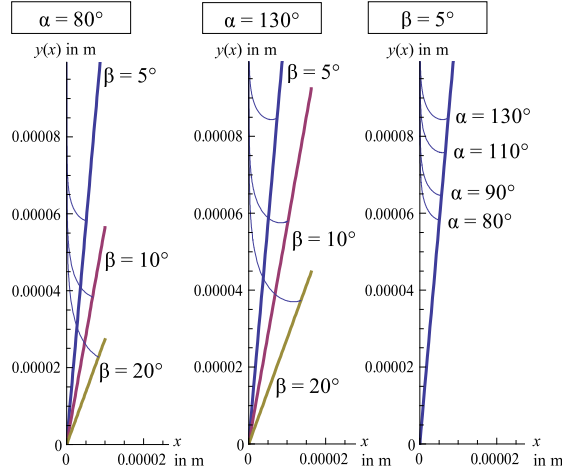 α = 80°
y(x) in m
β = 5°
0.00008
0.00006
β = 10°
0.00004
0.00002
β = 20°
0
x
0
0.00002
in m
α = 130°
y(x) in m
β = 5°
0.00008
0.00006
β = 10°
0.00004
β = 20°
0.00002
0
x
0
0.00002
in m
β = 5°
y(x) in m
0.00008
α = 130°
α = 110°
0.00006
α = 90°
α = 80°
0.00004
0.00002
0
x
0
0.00002
in m